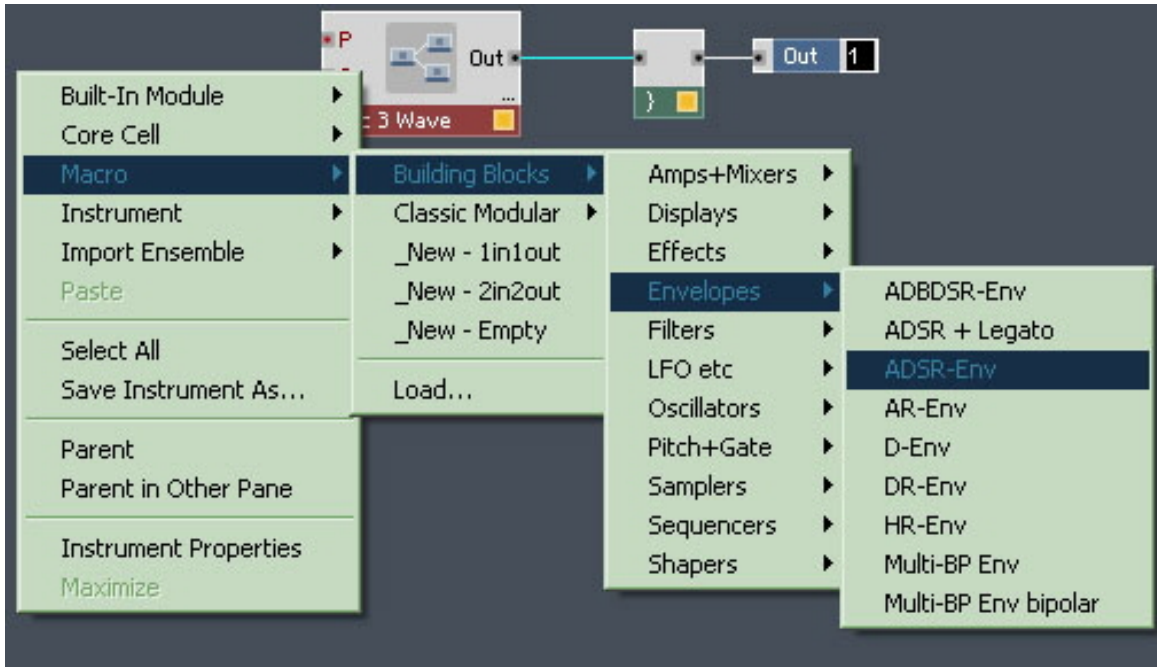 P
Out
Out 1
...
: 3 Wave
}
Built-In Module
Core Cell
Macro
Instrument
Import Ensemble
Paste
Select All
Save Instrument As...
Parent
Parent in Other Pane
Instrument Properties
Maximize
Building Blocks
Classic Modular
_New - 1in1out
_New - 2in2out
_New - Empty
Load...
Amps+Mixers
Displays
Effects
Envelopes
Filters
LFO etc
Oscillators
Pitch+Gate
Samplers
Sequencers
Shapers
ADBDSR-Env
ADSR + Legato
ADSR-Env
AR-Env
D-Env
DR-Env
HR-Env
Multi-BP Env
Multi-BP Env bipolar